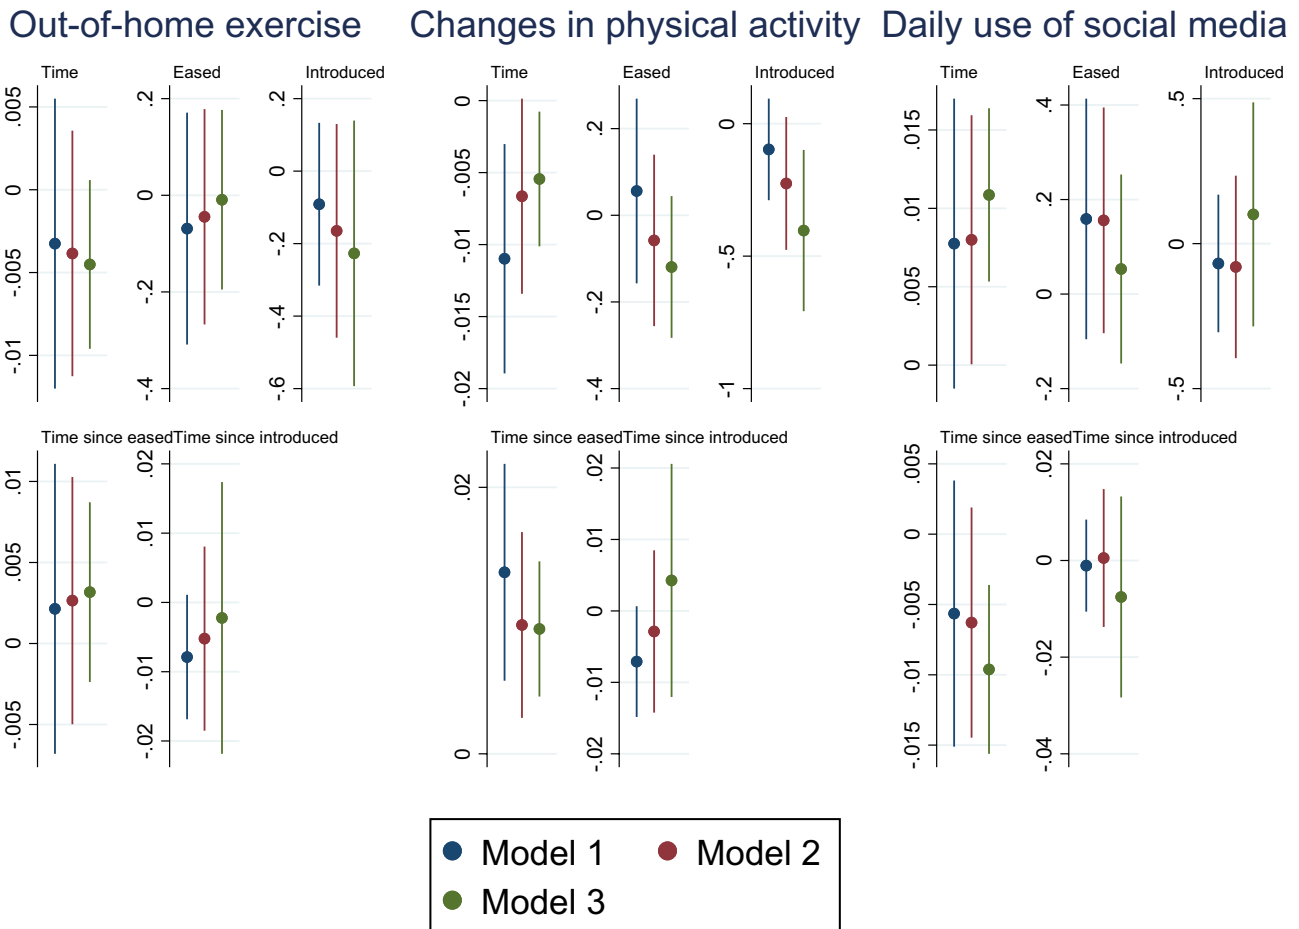 Out-of-home exercise
Changes in physical activity
Daily use of social media
Time
Eased
Introduced
.005
0
-.005
-.01
.2
0
-.2
-.4
.2
0
-.2
-.4
-.6
Time
Eased
Introduced
0
-.005
-.01
-.015
-.02
.2
0
-.2
-.4
0
-.5
-1
Time
Eased
Introduced
.015
.01
.005
0
.4
.2
0
-.2
.5
0
-.5
Time since eased
Time since introduced
.01
.005
0
-.005
.02
.01
0
-.01
-.02
Time since eased
Time since introduced
.02
0
.02
.01
0
-.01
-.02
Time since eased
Time since introduced
.005
0
-.005
-.01
-.015
.02
0
-.02
-.04
Model 1
Model 2
Model 3